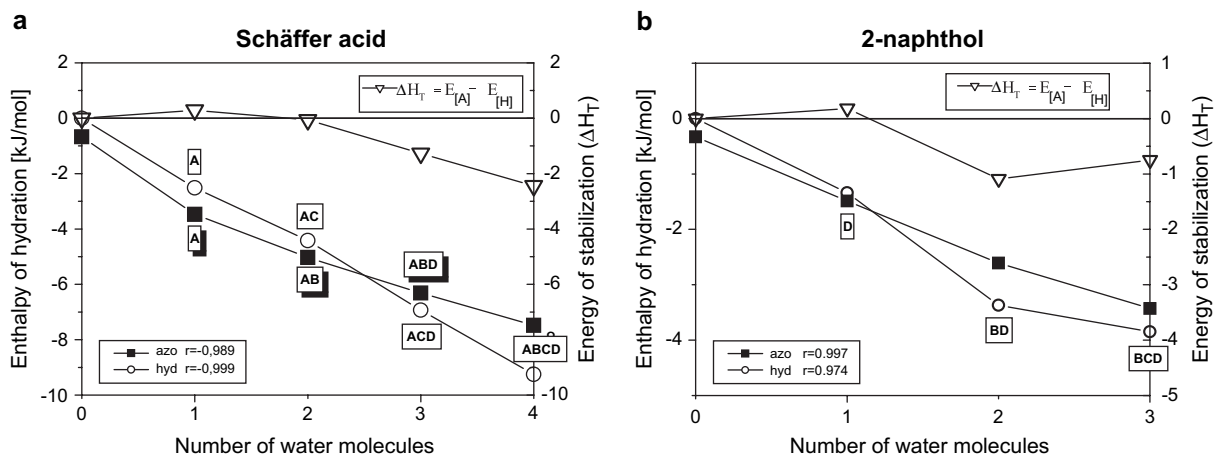 a
Schäffer acid
Enthalpy of hydration [kJ/mol]
2
0
-2
-4
-6
-8
-10
ΔH_T = E_[A] - E_[H]
A
A
AC
AB
ABD
ACD
ABCD
azo r=-0,989
hyd r=-0,999
2
0
-2
-4
-6
-8
-10
Energy of stabilization (ΔH_T)
0 1 2 3 4
Number of water molecules
b
2-naphthol
Enthalpy of hydration [kJ/mol]
2
0
-2
-4
ΔH_T = E_[A] - E_[H]
D
BD
BCD
azo r=0.997
hyd r=0.974
1
0
-1
-2
-3
-4
-5
Energy of stabilization (ΔH_T)
0 1 2 3
Number of water molecules